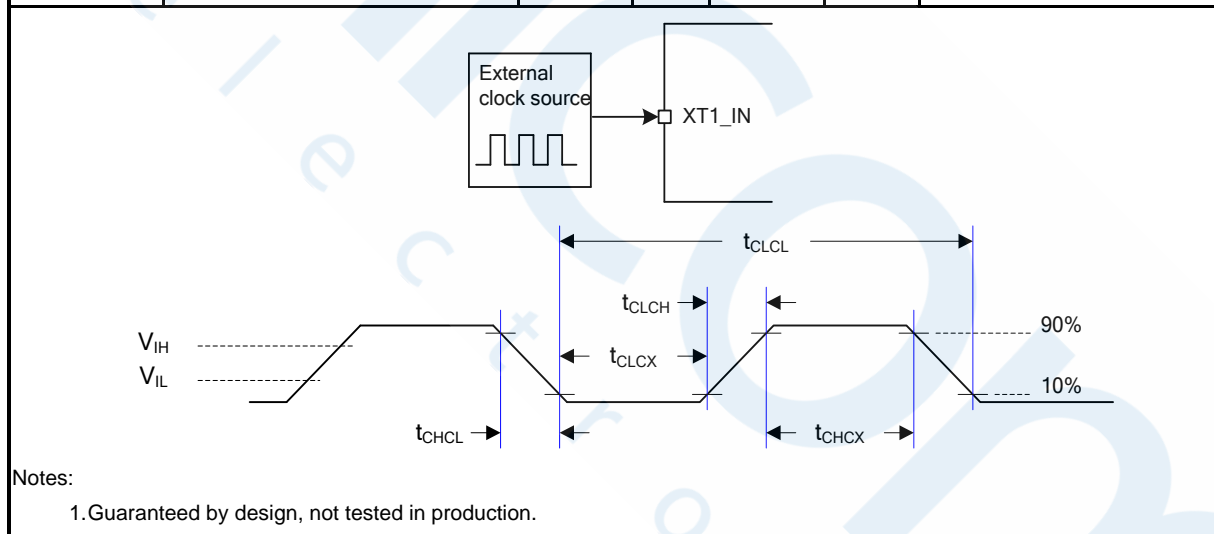 External
clock source
XT1_IN
tCLCL
tCLCH
90%
VIH
tCLCX
VIL
10%
tCHCL
tCHCX
Notes:
1.Guaranteed by design, not tested in production.